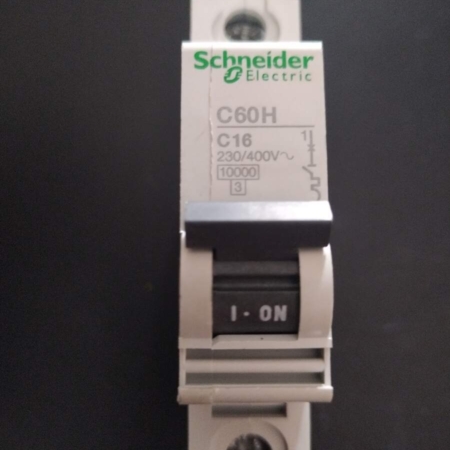 Schneider
Electric
C60H
C16
1
230/400V~
10000
3
I · ON